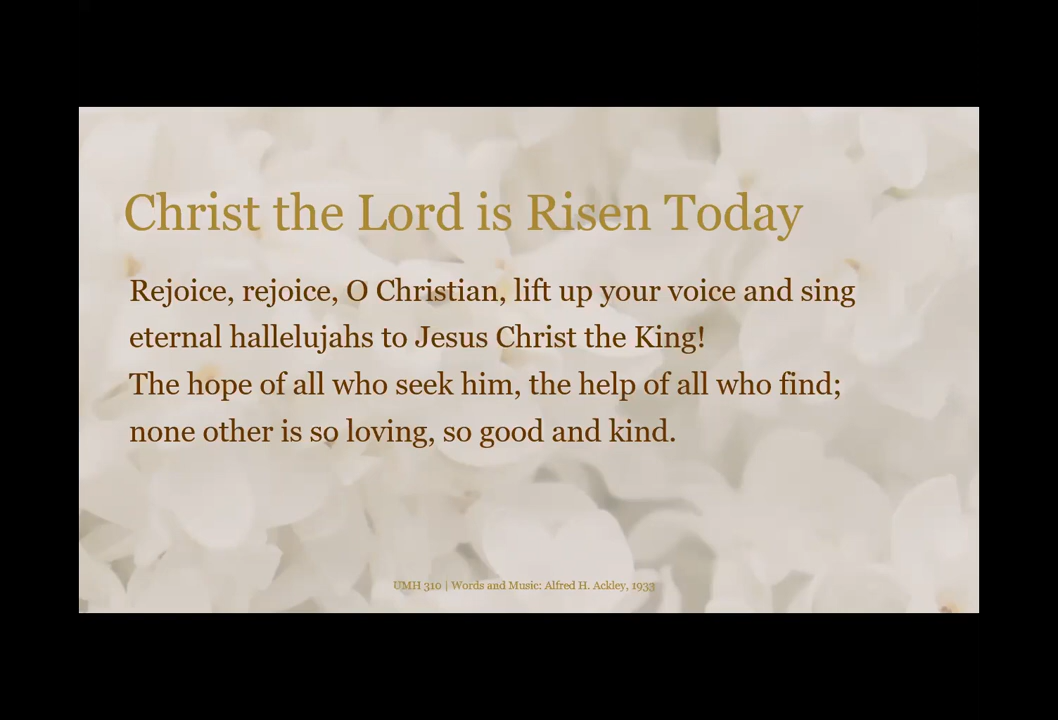 Christ the Lord is Risen Today
Rejoice, rejoice, O Christian, lift up your voice and sing
eternal hallelujahs to Jesus Christ the King!
The hope of all who seek him, the help of all who find;
none other is so loving, so good and kind.
UMH 310 | Words and Music: Alfred H. Ackley, 1933